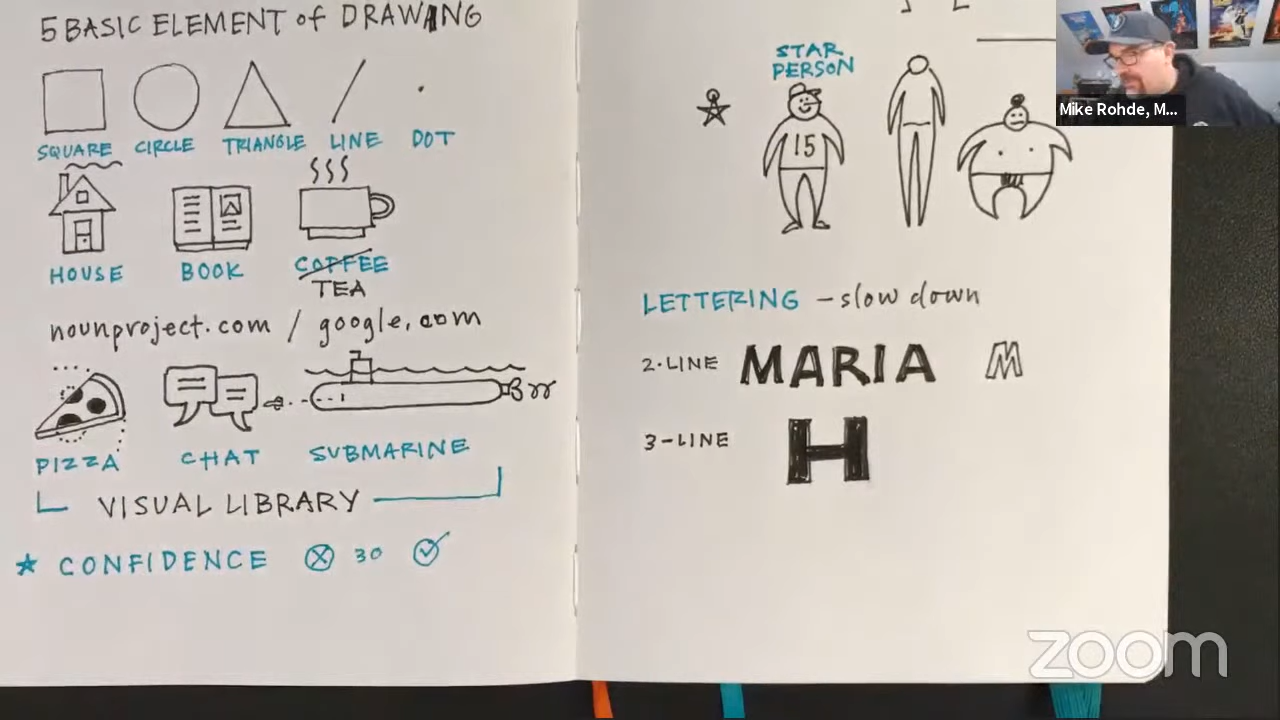 5 BASIC ELEMENT of DRAWING
SQUARE CIRCLE TRIANGLE LINE DOT
HOUSE BOOK COFFEE
TEA
nounproject.com / google.com
PIZZA CHAT SUBMARINE
VISUAL LIBRARY
CONFIDENCE 30
STAR
PERSON
15
LETTERING - slow down
2·LINE MARIA M
3-LINE H
Mike Rohde, M...
zoom